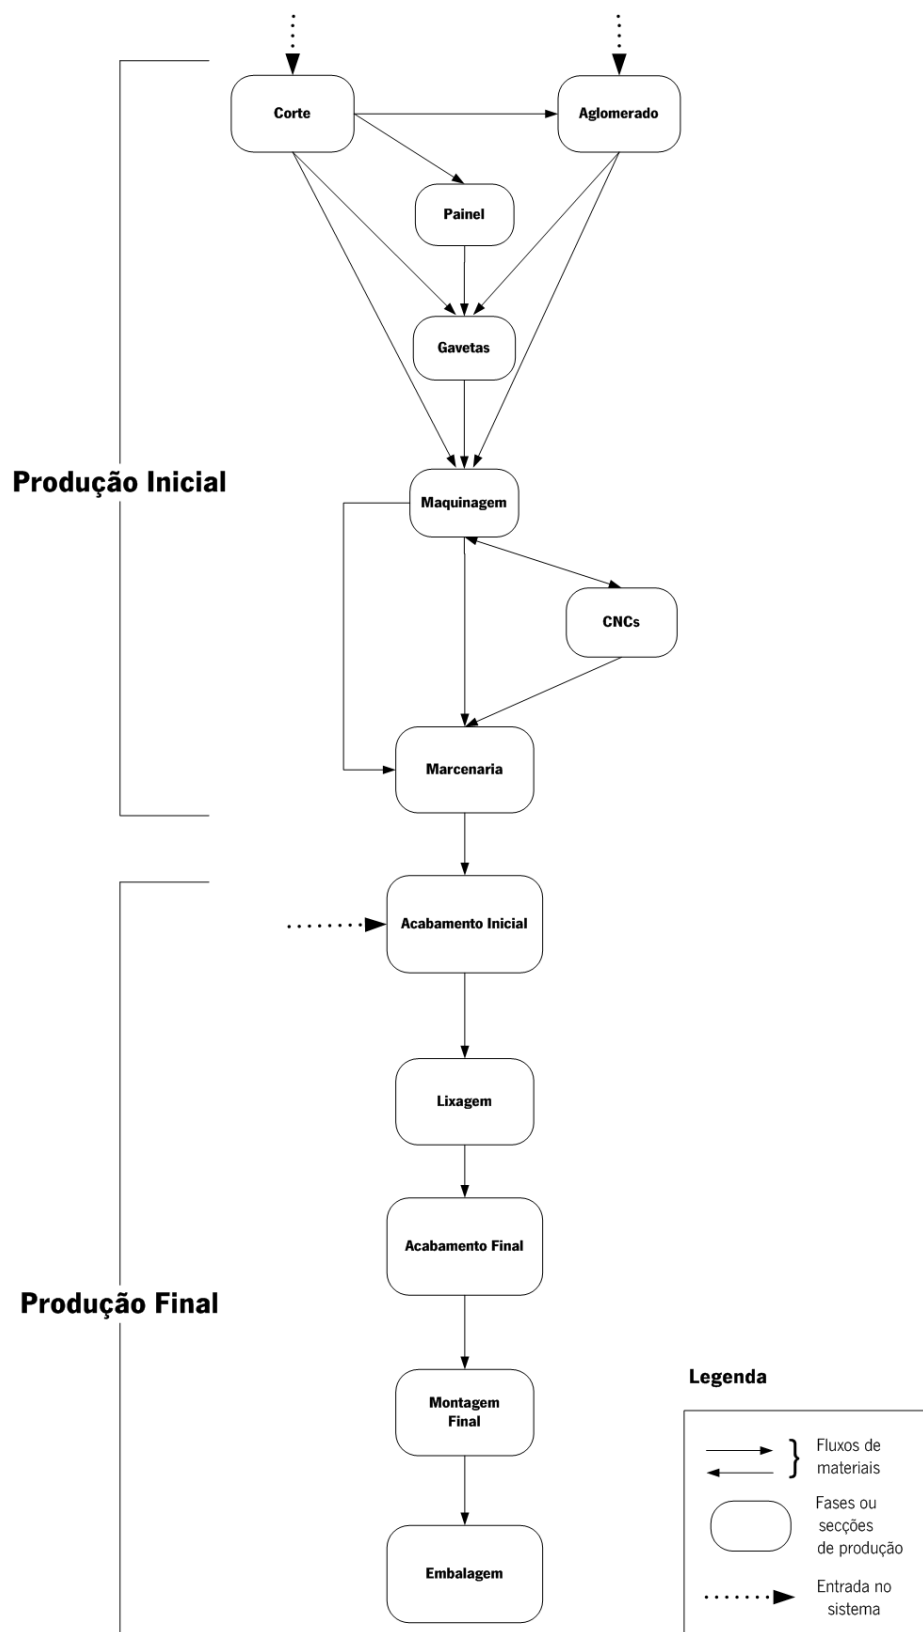 Corte
Aglomerado
Painel
Gavetas
Produção Inicial
Maquinagem
CNCs
Marcenaria
Acabamento Inicial
Lixagem
Acabamento Final
Produção Final
Montagem
Final
Embalagem
Legenda
Fluxos de
materiais
Fases ou
secções
de produção
Entrada no
sistema